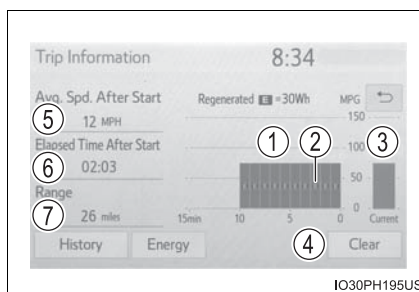 Trip Information 8:34
Avg. Spd. After Start Regenerated E =30Wh MPG
5 12 MPH
Elapsed Time After Start
6 02:03
Range
7 26 miles
1 2 3
150
100
50
0
15min 10 5 0 Current
History Energy 4 Clear
IO30PH195US